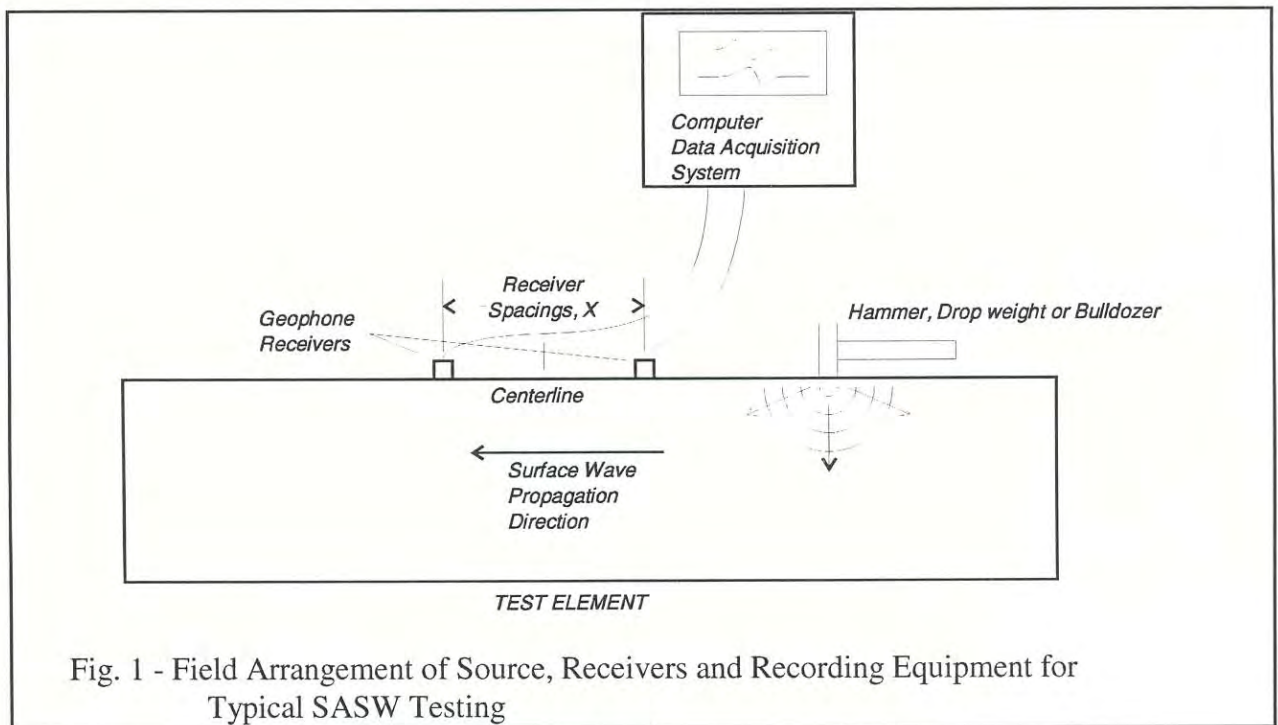 Computer
Data Acquisition
System
Receiver
Spacings, X
Geophone
Receivers
Hammer, Drop weight or Bulldozer
Centerline
Surface Wave
Propagation
Direction
TEST ELEMENT
Fig. 1 - Field Arrangement of Source, Receivers and Recording Equipment for
Typical SASW Testing